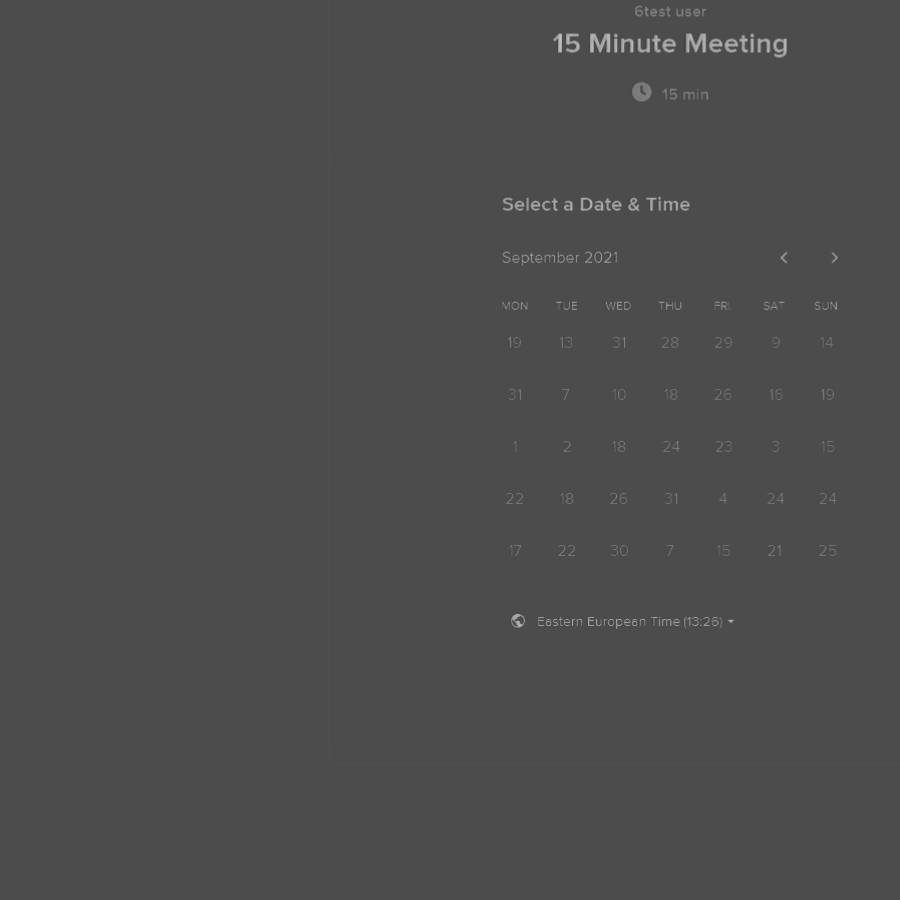 6test user
15 Minute Meeting
15 min
Select a Date & Time
September 2021
MON TUE WED THU FRI SAT SUN
19 13 31 28 29 9 14
31 7 10 18 26 16 19
1 2 18 24 23 3 15
22 18 26 31 4 24 24
17 22 30 7 15 21 25
Eastern European Time (13:26)